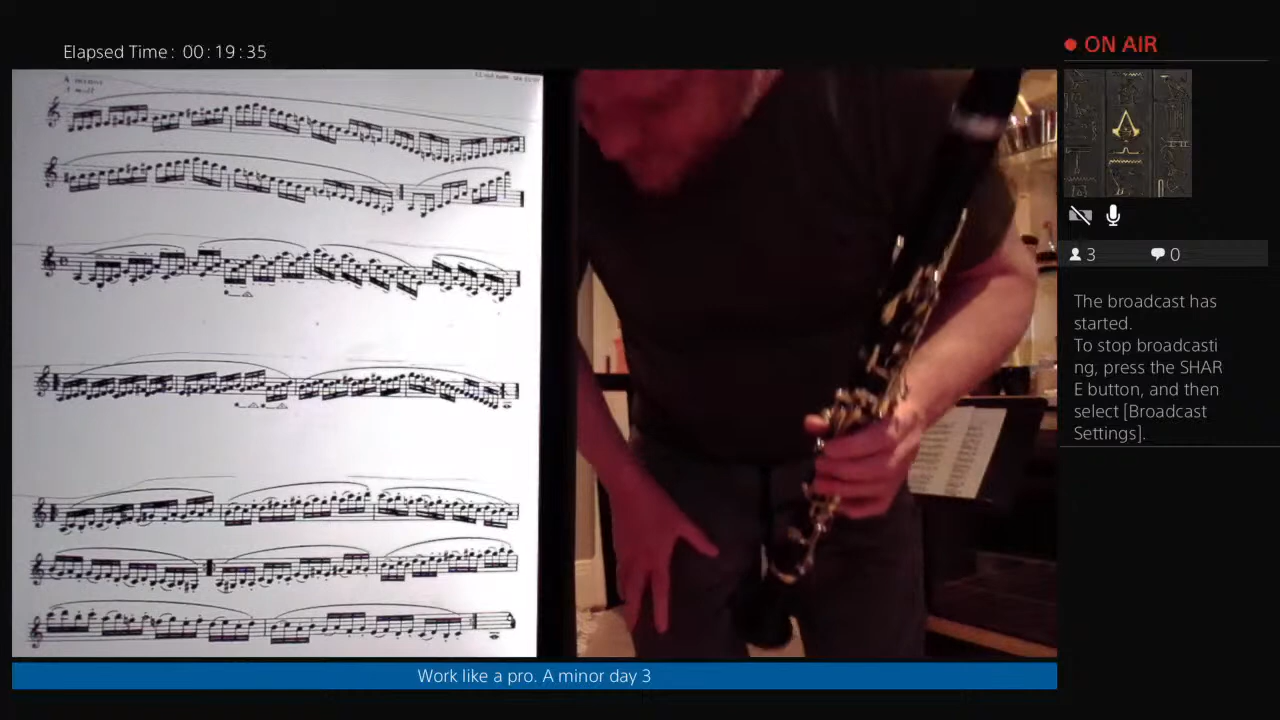 Elapsed Time: 00:19:35
ON AIR
3
0
The broadcast has
started.
To stop broadcasti
ng, press the SHAR
E button, and then
select [Broadcast
Settings].
Work like a pro. A minor day 3